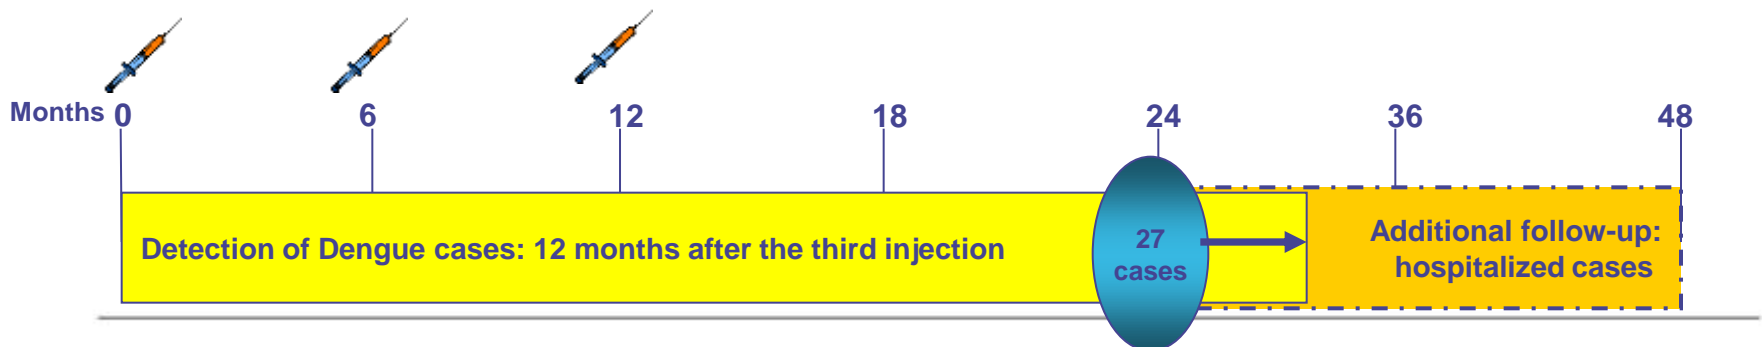 Months 0 6 12 18 24 36 48
Detection of Dengue cases: 12 months after the third injection
27
cases
Additional follow-up:
hospitalized cases